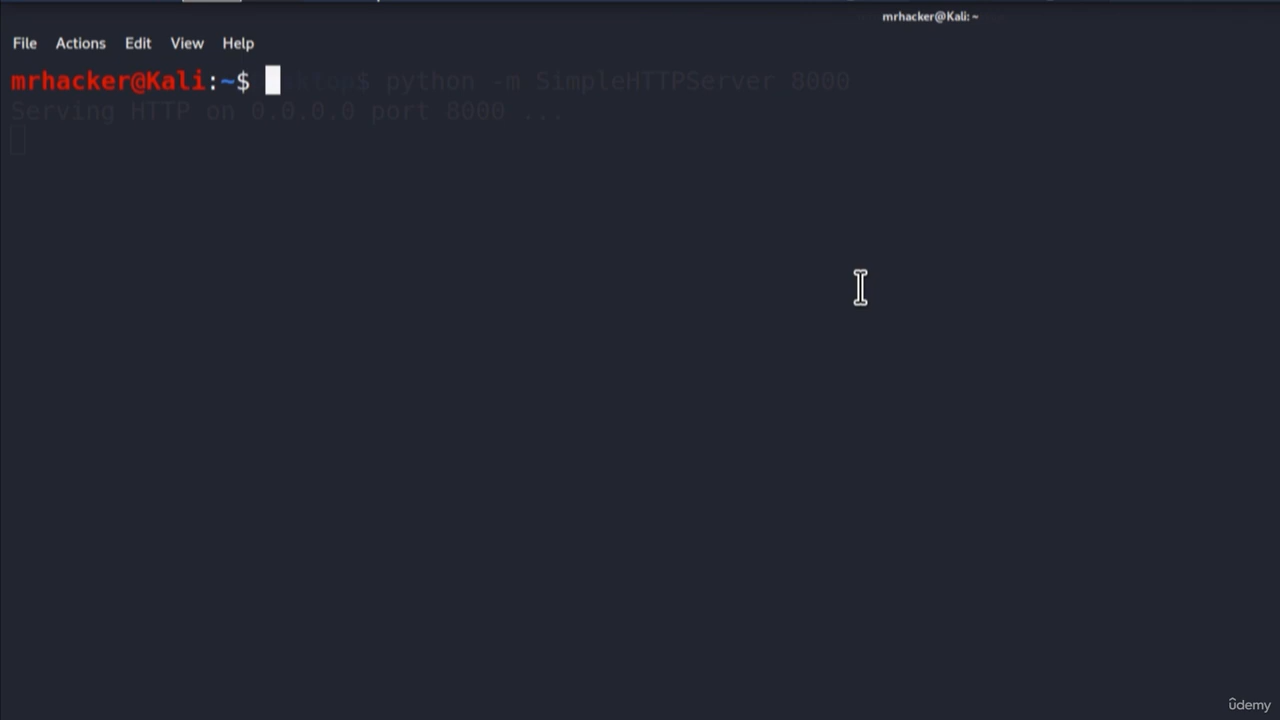 mrhacker@Kali: ~
File Actions Edit View Help
mrhacker@Kali:~$ ktop$ python -m SimpleHTTPServer 8000
Serving HTTP on 0.0.0.0 port 8000 ...
ûdemy